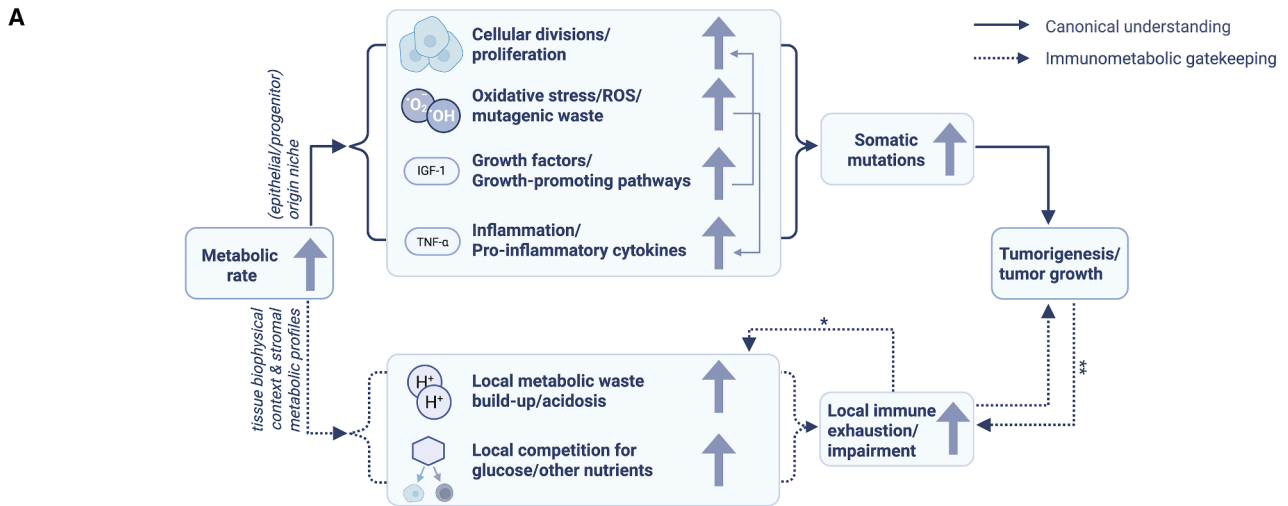 A
Cellular divisions/
proliferation
•O₂⁻
•OH
Oxidative stress/ROS/
mutagenic waste
IGF-1
Growth factors/
Growth-promoting pathways
TNF-α
Inflammation/
Pro-inflammatory cytokines
Canonical understanding
Immunometabolic gatekeeping
(epithelial/progenitor)
origin niche
Somatic
mutations
Metabolic
rate
Tumorigenesis/
tumor growth
tissue biophysical
context & stromal
metabolic profiles
*
**
H⁺
H⁺
Local metabolic waste
build-up/acidosis
Local competition for
glucose/other nutrients
Local immune
exhaustion/
impairment